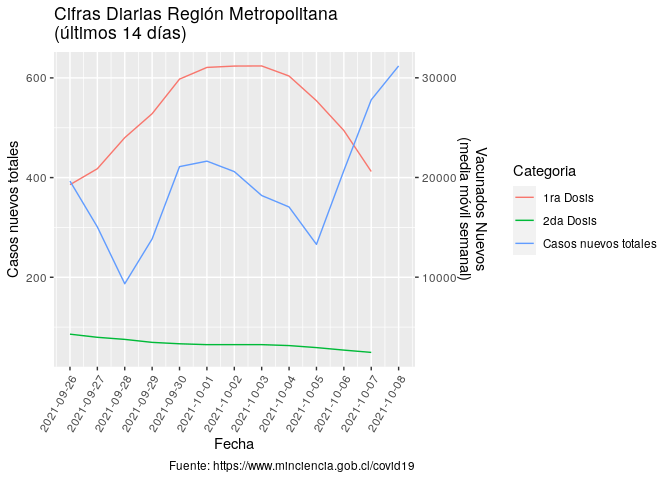 Cifras Diarias Región Metropolitana
(últimos 14 días)
600
400
200
Casos nuevos totales
30000
20000
10000
Vacunados Nuevos
(media móvil semanal)
Categoria
1ra Dosis
2da Dosis
Casos nuevos totales
2021-09-26
2021-09-27
2021-09-28
2021-09-29
2021-09-30
2021-10-01
2021-10-02
2021-10-03
2021-10-04
2021-10-05
2021-10-06
2021-10-07
2021-10-08
Fecha
Fuente: https://www.minciencia.gob.cl/covid19